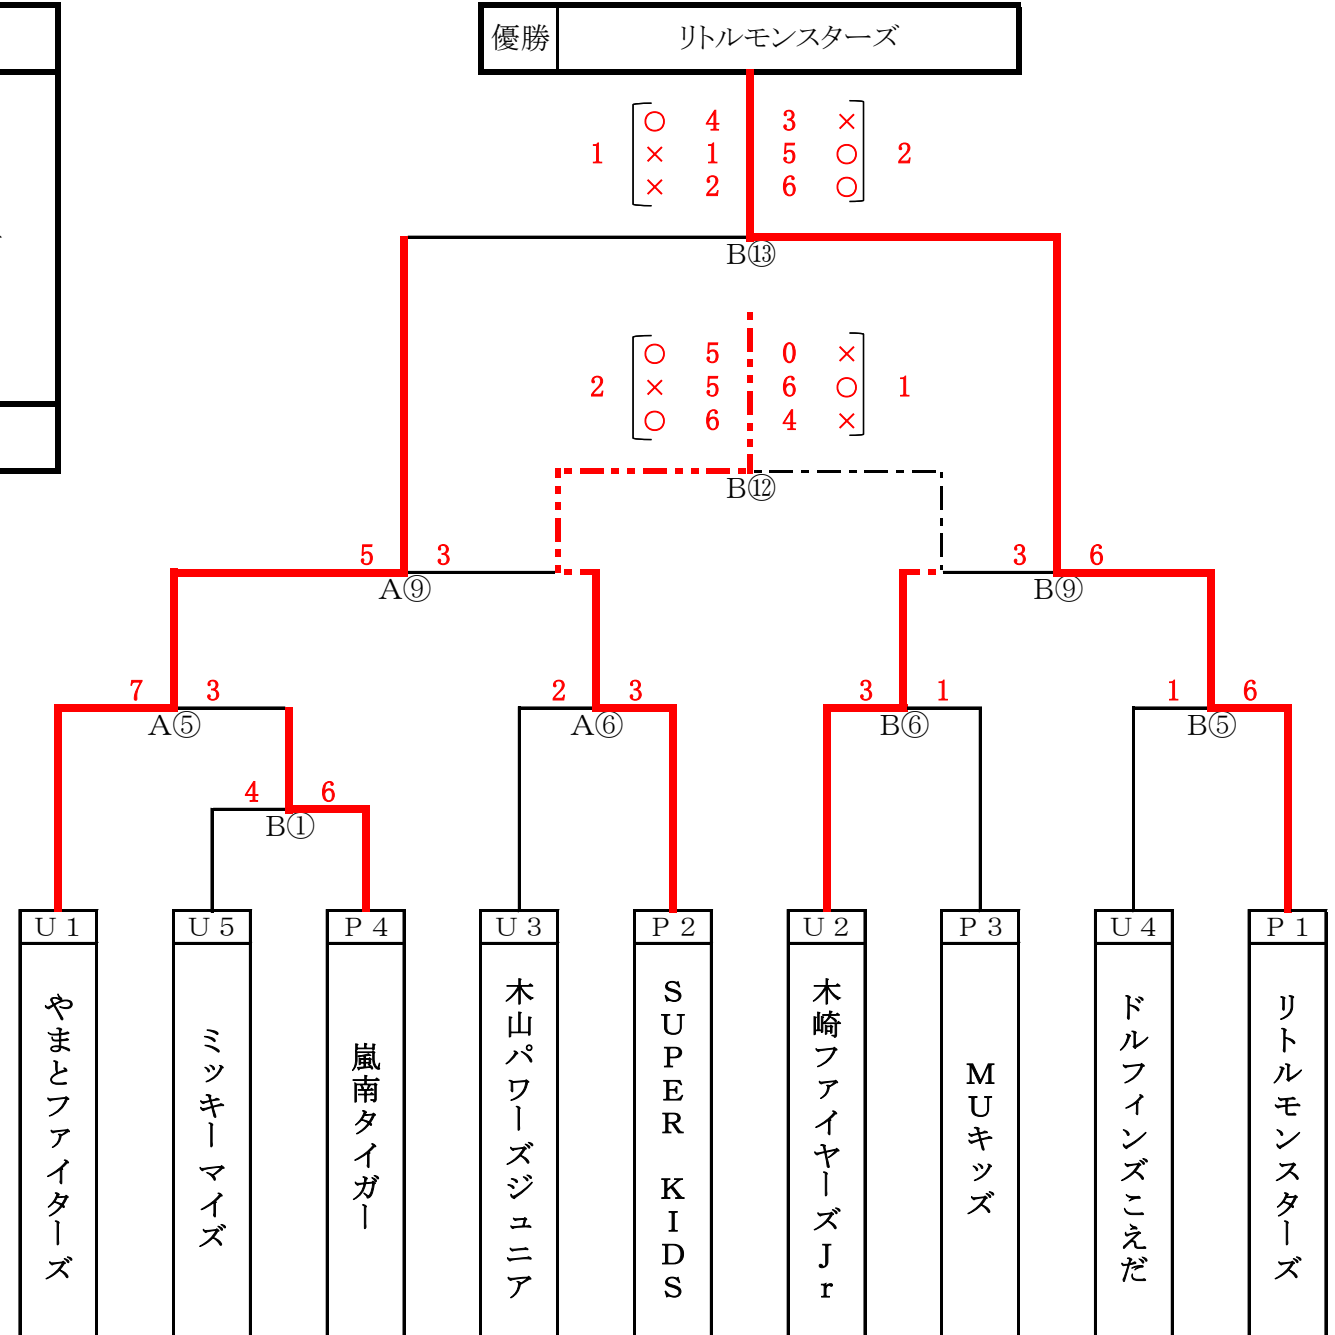 優勝 リトルモンスターズ
○ 4 3 ×
1 × 1 5 ○ 2
× 2 6 ○
B⑬
○ 5 0 ×
2 × 5 6 ○ 1
○ 6 4 ×
B⑫
5 3 3 6
A⑨ B⑨
7 3 2 3 3 1 1 6
A⑤ A⑥ B⑥ B⑤
4 6
B①
U1 U5 P4 U3 P2 U2 P3 U4 P1
やまとファイターズ
ミッキーマイズ
嵐南タイガー
木山パワーズジュニア
SUPER KIDS
木崎ファイヤーズJr
MUキッズ
ドルフィンズこえだ
リトルモンスターズ